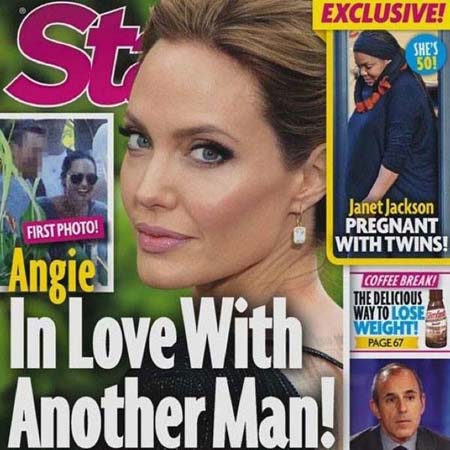 Sta
EXCLUSIVE!
SHE'S
50!
Janet Jackson
PREGNANT
WITH TWINS!
FIRST PHOTO!
Angie
In Love With
Another Man!
COFFEE BREAK!
THE DELICIOUS
WAY TO LOSE
WEIGHT!
PAGE 67